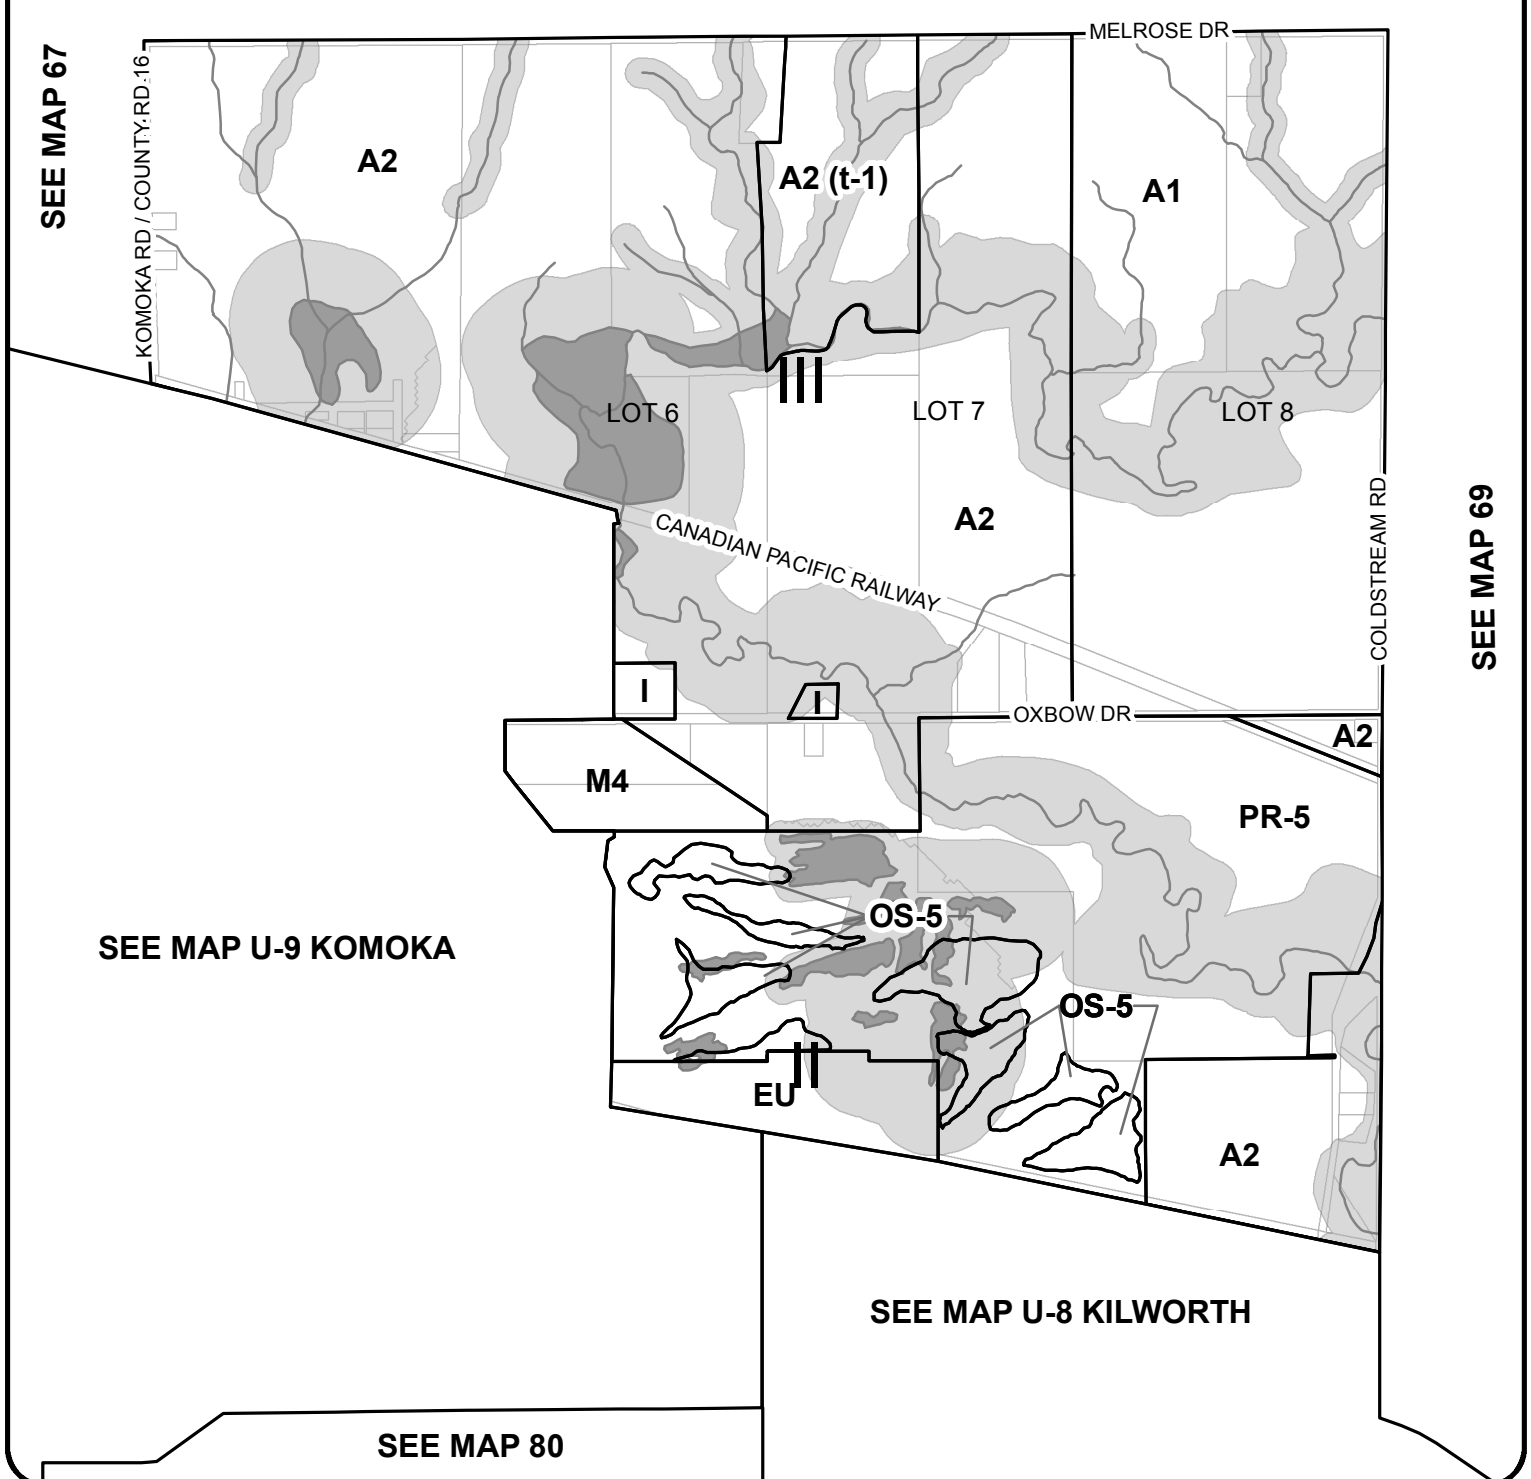 MELROSE DR
SEE MAP 67
KOMOKA RD / COUNTY RD 16
A2
A2 (t-1)
A1
LOT 6
LOT 7
LOT 8
III
A2
CANADIAN PACIFIC RAILWAY
COLDSTREAM RD
SEE MAP 69
I
I
OXBOW DR
A2
M4
PR-5
OS-5
SEE MAP U-9 KOMOKA
OS-5
II
EU
A2
SEE MAP U-8 KILWORTH
SEE MAP 80